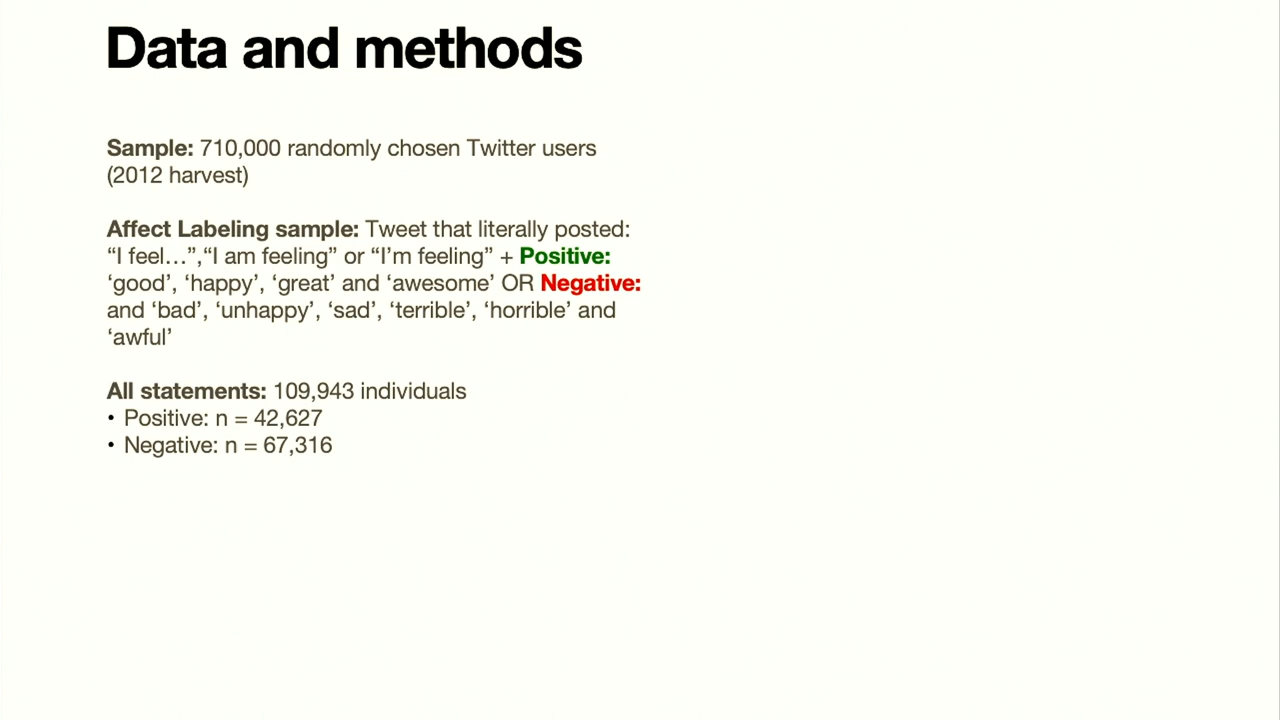 Data and methods
Sample: 710,000 randomly chosen Twitter users
(2012 harvest)
Affect Labeling sample: Tweet that literally posted:
“I feel…”,“I am feeling” or “I’m feeling” + Positive:
‘good’, ‘happy’, ‘great’ and ‘awesome’ OR Negative:
and ‘bad’, ‘unhappy’, ‘sad’, ‘terrible’, ‘horrible’ and
‘awful’
All statements: 109,943 individuals
• Positive: n = 42,627
• Negative: n = 67,316